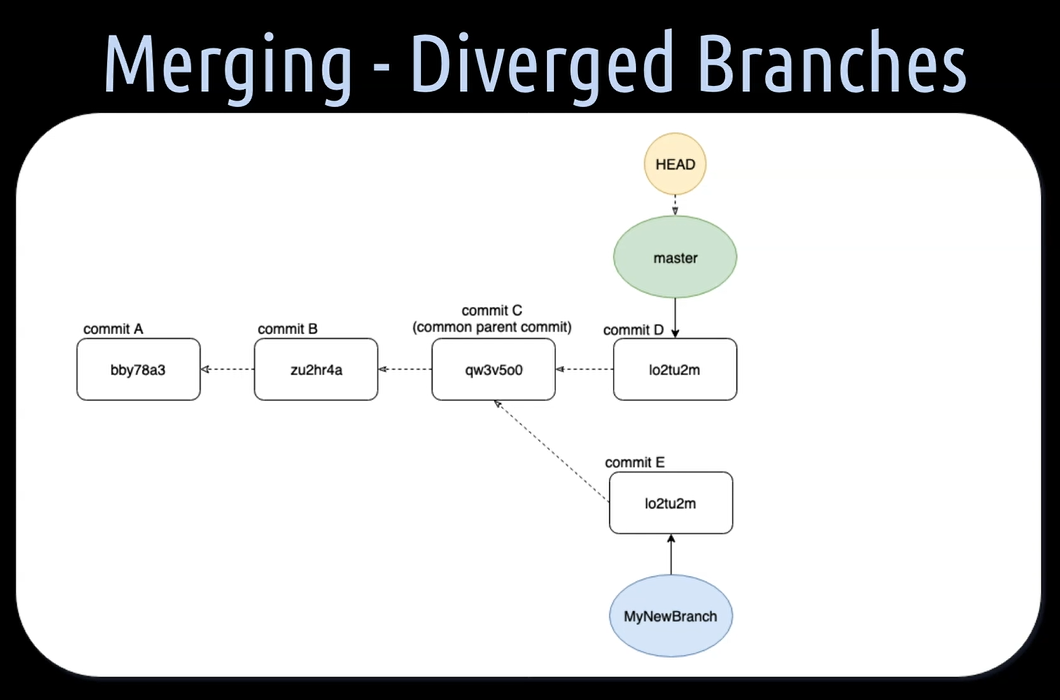 Merging - Diverged Branches
HEAD
master
commit A
commit B
commit C
(common parent commit)
commit D
bby78a3
zu2hr4a
qw3v5o0
lo2tu2m
commit E
lo2tu2m
MyNewBranch